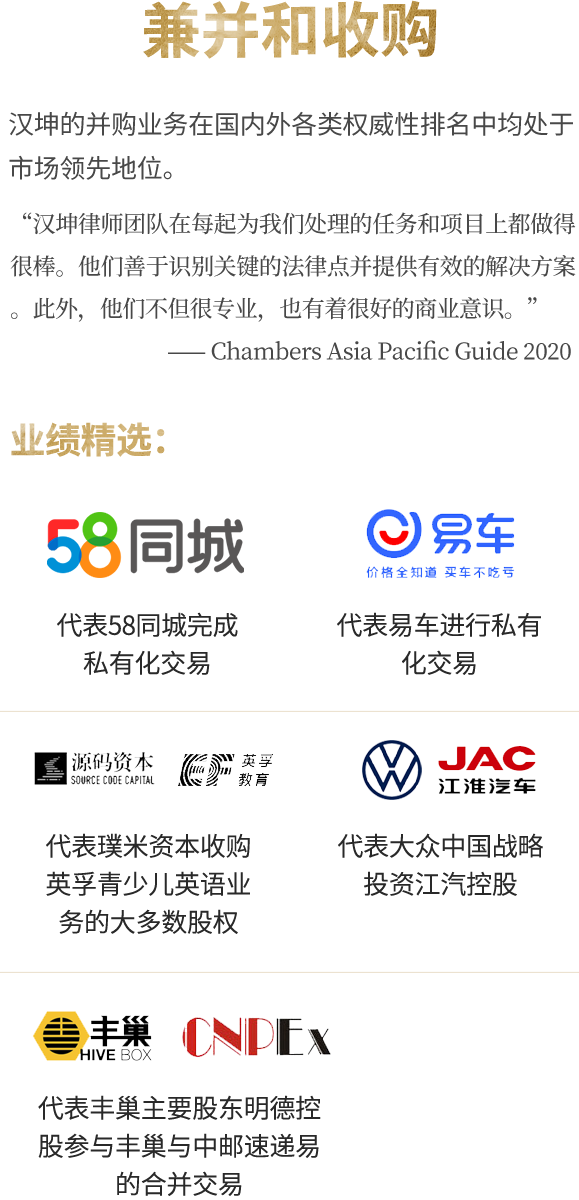 兼并和收购
汉坤的并购业务在国内外各类权威性排名中均处于
市场领先地位。
“汉坤律师团队在每起为我们处理的任务和项目上都做得
很棒。他们善于识别关键的法律点并提供有效的解决方案
。此外，他们不但很专业，也有着很好的商业意识。”
—— Chambers Asia Pacific Guide 2020
业绩精选：
58同城
易车
价格全知道 买车不吃亏
代表58同城完成
私有化交易
代表易车进行私有
化交易
源码资本
SOURCE CODE CAPITAL
EF
英孚
教育
JAC
江淮汽车
代表璞米资本收购
英孚青少儿英语业
务的大多数股权
代表大众中国战略
投资江汽控股
丰巢
HIVE BOX
CNPEx
代表丰巢主要股东明德控
股参与丰巢与中邮速递易
的合并交易